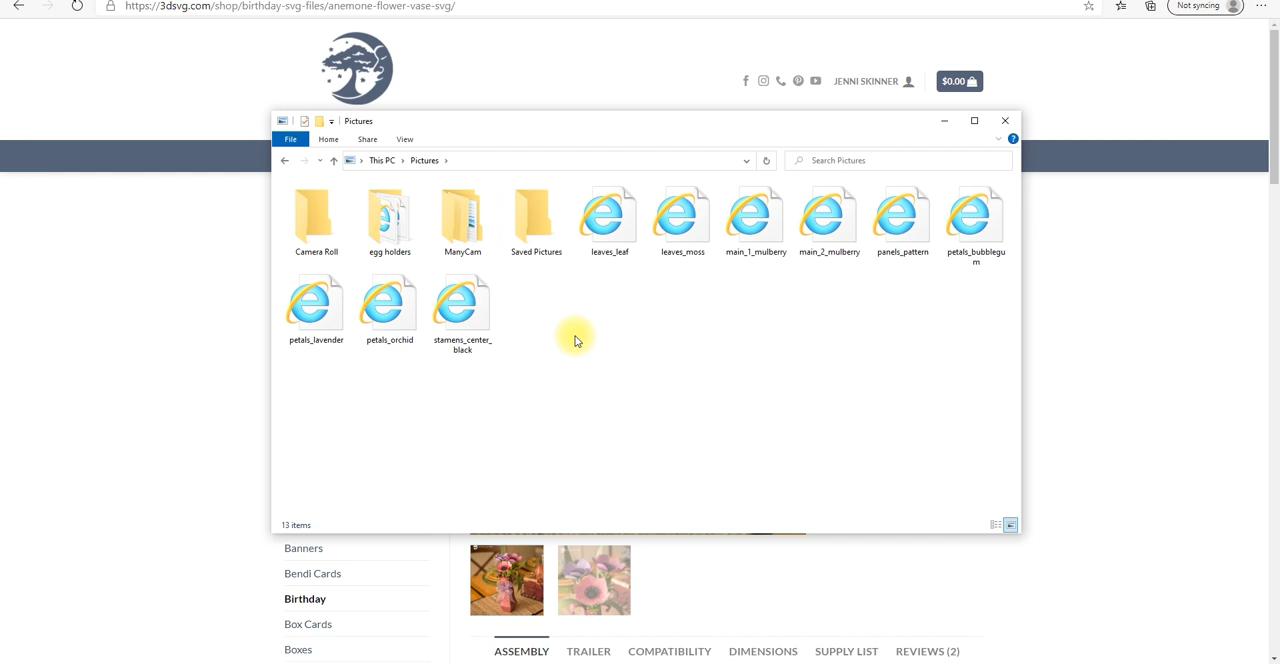 https://3dsvg.com/shop/birthday-svg-files/anemone-flower-vase-svg/
Not syncing
JENNI SKINNER
$0.00
Pictures
File Home Share View
This PC Pictures
Search Pictures
Camera Roll
egg holders
ManyCam
Saved Pictures
leaves_leaf
leaves_moss
main_1_mulberry
main_2_mulberry
panels_pattern
petals_bubblegu
m
petals_lavender
petals_orchid
stamens_center_
black
13 items
Banners
Bendi Cards
Birthday
Box Cards
Boxes
ASSEMBLY TRAILER COMPATIBILITY DIMENSIONS SUPPLY LIST REVIEWS (2)